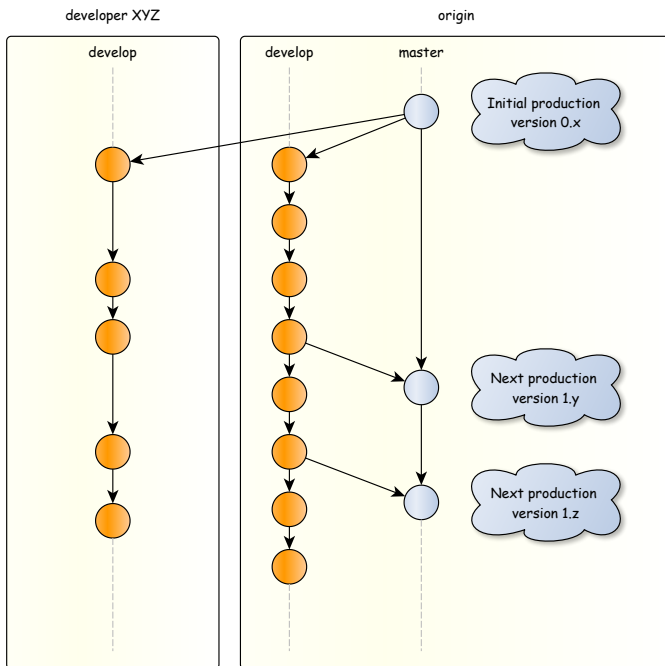 developer XYZ
origin
develop
develop
master
Initial production
version 0.x
Next production
version 1.y
Next production
version 1.z